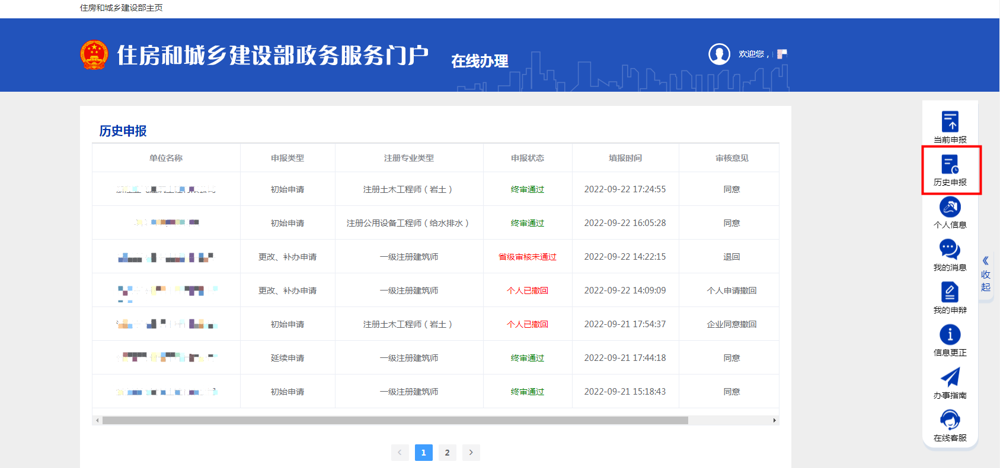 住房和城乡建设部主页
住房和城乡建设部政务服务门户 在线办理
欢迎您，
历史申报
单位名称 申报类型 注册专业类型 申报状态 填报时间 审核意见
初始申请 注册土木工程师（岩土） 终审通过 2022-09-22 17:24:55 同意
初始申请 注册公用设备工程师（给水排水） 终审通过 2022-09-22 16:05:28 同意
更改、补办申请 一级注册建筑师 省级审核未通过 2022-09-22 14:22:15 退回
更改、补办申请 一级注册建筑师 个人已撤回 2022-09-22 14:09:09 个人申请撤回
初始申请 注册土木工程师（岩土） 个人已撤回 2022-09-21 17:54:37 企业同意撤回
延续申请 一级注册建筑师 终审通过 2022-09-21 17:44:18 同意
初始申请 一级注册建筑师 终审通过 2022-09-21 15:18:43 同意
1 2
当前申报
历史申报
个人信息
我的消息
我的申辩
信息更正
办事指南
在线客服
收
起